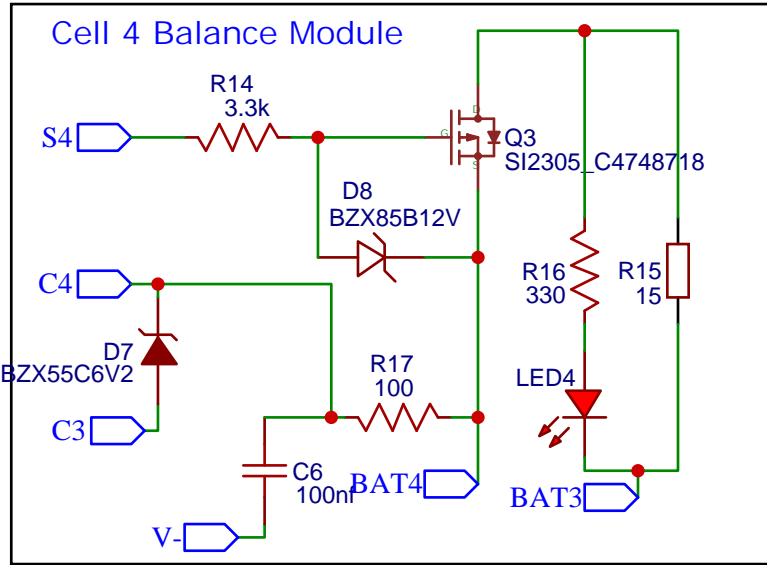 Cell 4 Balance Module
R14
3.3k
S4
D
G
S
Q3
SI2305_C4748718
D8
BZX85B12V
C4
R16
330
R15
15
D7
BZX55C6V2
R17
100
LED4
C3
C6
100nf
BAT4
BAT3
V-